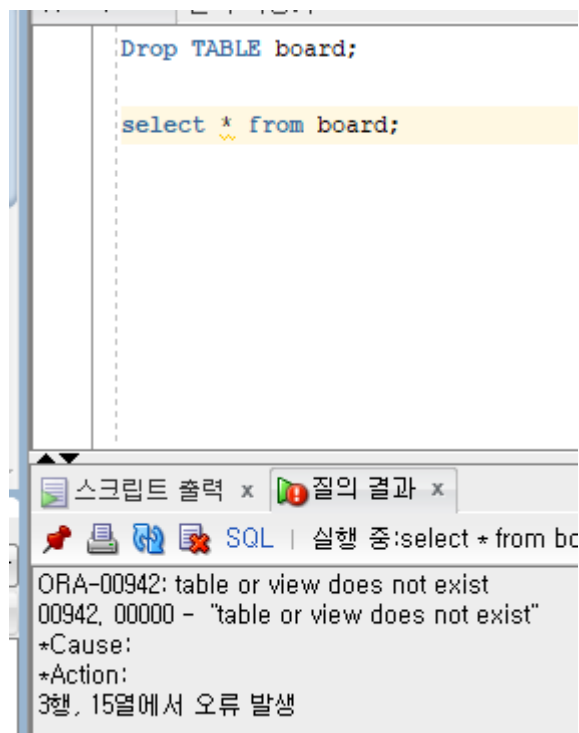 Drop TABLE board;
select * from board;
스크립트 출력 x 질의 결과 x
SQL | 실행 중:select * from bo
ORA-00942: table or view does not exist
00942, 00000 - "table or view does not exist"
*Cause:
*Action:
3행, 15열에서 오류 발생